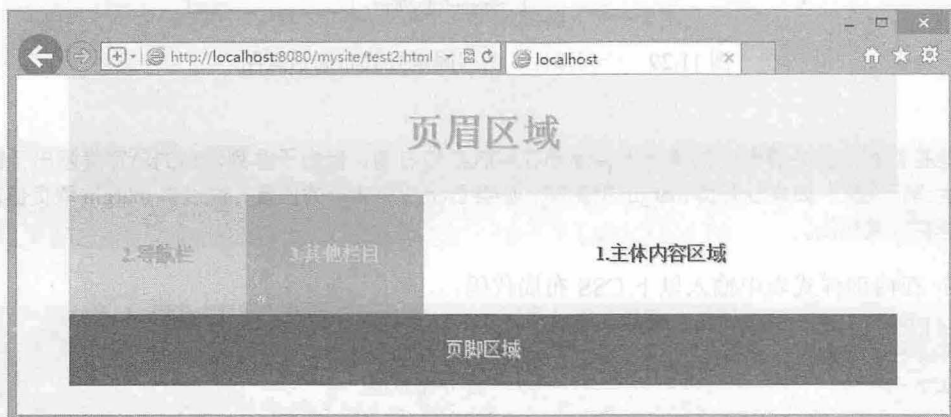 http://localhost:8080/mysite/test2.html
localhost
页眉区域
2.导航栏
3.其他栏目
1.主体内容区域
页脚区域